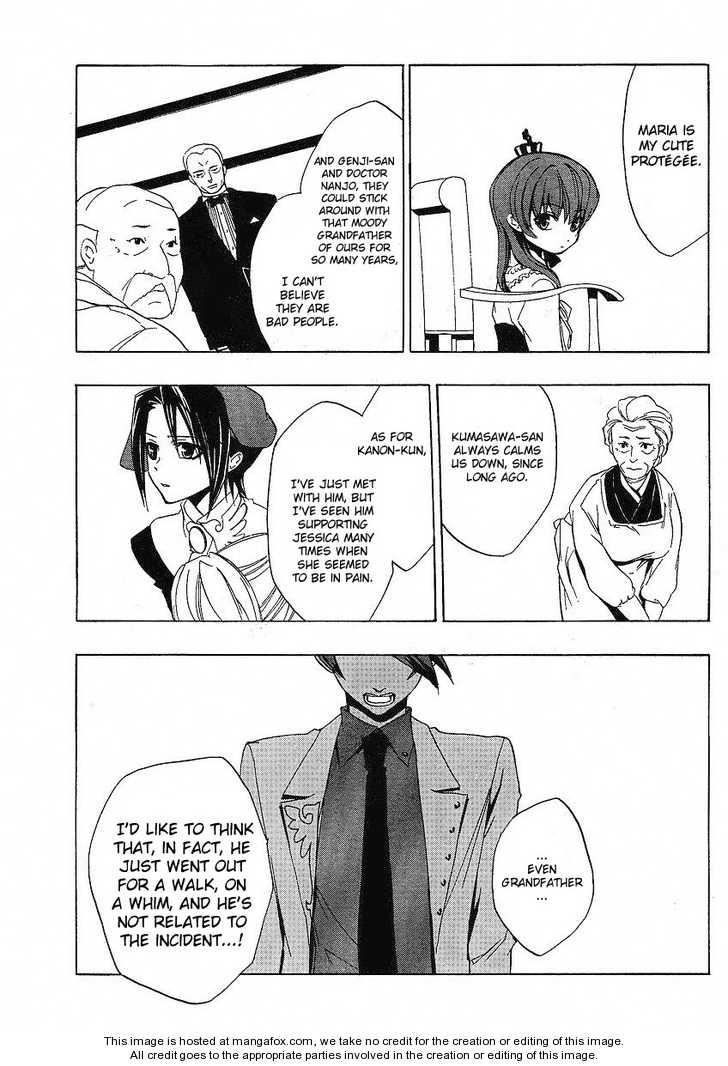 MARIA IS
MY CUTE
PROTÉGÉE.
AND GENJI-SAN
AND DOCTOR
NANJO, THEY
COULD STICK
AROUND WITH
THAT MOODY
GRANDFATHER
OF OURS FOR
SO MANY YEARS,
I CAN'T
BELIEVE
THEY ARE
BAD PEOPLE.
KUMASAWA-SAN
ALWAYS CALMS
US DOWN, SINCE
LONG AGO.
AS FOR
KANON-KUN,
I'VE JUST MET
WITH HIM, BUT
I'VE SEEN HIM
SUPPORTING
JESSICA MANY
TIMES WHEN
SHE SEEMED
TO BE IN PAIN.
...
EVEN
GRANDFATHER
...
I'D LIKE TO THINK
THAT, IN FACT, HE
JUST WENT OUT
FOR A WALK, ON
A WHIM, AND HE'S
NOT RELATED TO
THE INCIDENT...!
This image is hosted at mangafox.com, we take no credit for the creation or editing of this image.
All credit goes to the appropriate parties involved in the creation or editing of this image.